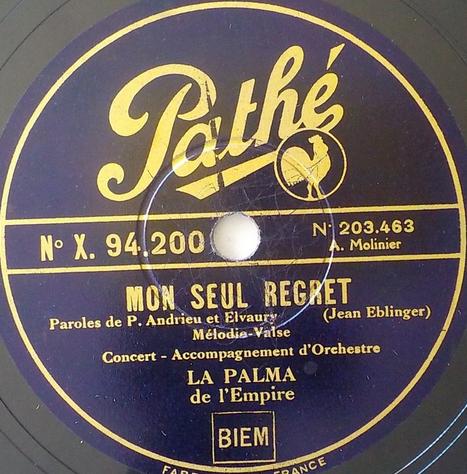 Pathé
N° X. 94.200
N° 203.463
A. Molinier
MON SEUL REGRET
Paroles de P. Andrieu et Elvaury
(Jean Eblinger)
Mélodie-Valse
Concert - Accompagnement d'Orchestre
LA PALMA
de l'Empire
BIEM
FRANCE